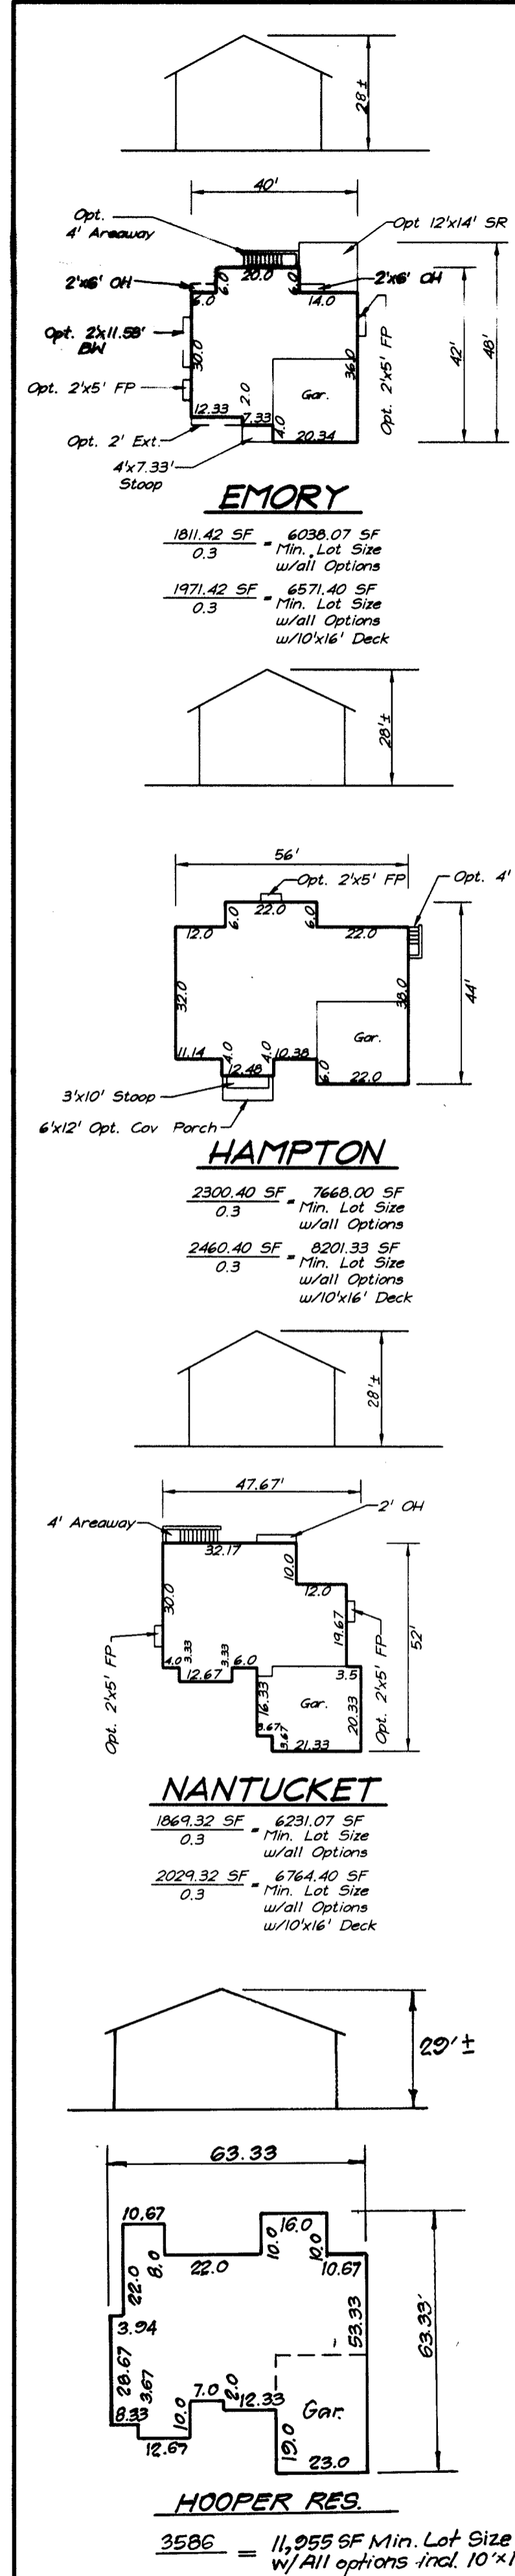 28'±
40'
Opt.
4' Areaway
Opt 12'x14' SR
20.0
6.0
6.0
2'x6' OH
2'x6' OH
6.0
14.0
Opt. 2'x11.58'
BW
30.0
36.0
Opt. 2'x5' FP
42'
48'
Gar.
Opt. 2'x5' FP
12.33
2.0
7.33
4.0
20.34
Opt. 2' Ext.
4'x7.33'
Stoop
EMORY
1811.42 SF = 6038.07 SF
0.3 Min. Lot Size
w/all Options
1971.42 SF = 6571.40 SF
0.3 Min. Lot Size
w/all Options
w/10'x16' Deck
28'±
56'
Opt. 2'x5' FP
Opt. 4'
22.0
6.0
6.0
12.0
22.0
32.0
38.0
44'
Gar.
11.14
4.0
4.0
10.38
12.48
6.0
22.0
3'x10' Stoop
6'x12' Opt. Cov Porch
HAMPTON
2300.40 SF = 7668.00 SF
0.3 Min. Lot Size
w/all Options
2460.40 SF = 8201.33 SF
0.3 Min. Lot Size
w/all Options
w/10'x16' Deck
28'±
47.67'
4' Areaway
2' OH
32.17
10.0
12.0
30.0
19.67
52'
Opt. 2'x5' FP
Opt. 2'x5' FP
4.0
3.33
3.33
6.0
12.67
3.5
16.33
Gar.
20.33
3.67
3.67
21.33
NANTUCKET
1869.32 SF = 6231.07 SF
0.3 Min. Lot Size
w/all Options
2029.32 SF = 6764.40 SF
0.3 Min. Lot Size
w/all Options
w/10'x16' Deck
29'±
63.33
10.67
16.0
8.0
10.0
10.0
22.0
10.67
22.0
3.94
53.33
63.33'
28.67
3.67
7.0
2.0
12.33
8.33
10.0
12.67
Gar.
19.0
23.0
HOOPER RES.
3586 = 11,955 SF Min. Lot Size
w/ All options incl. 10'x1